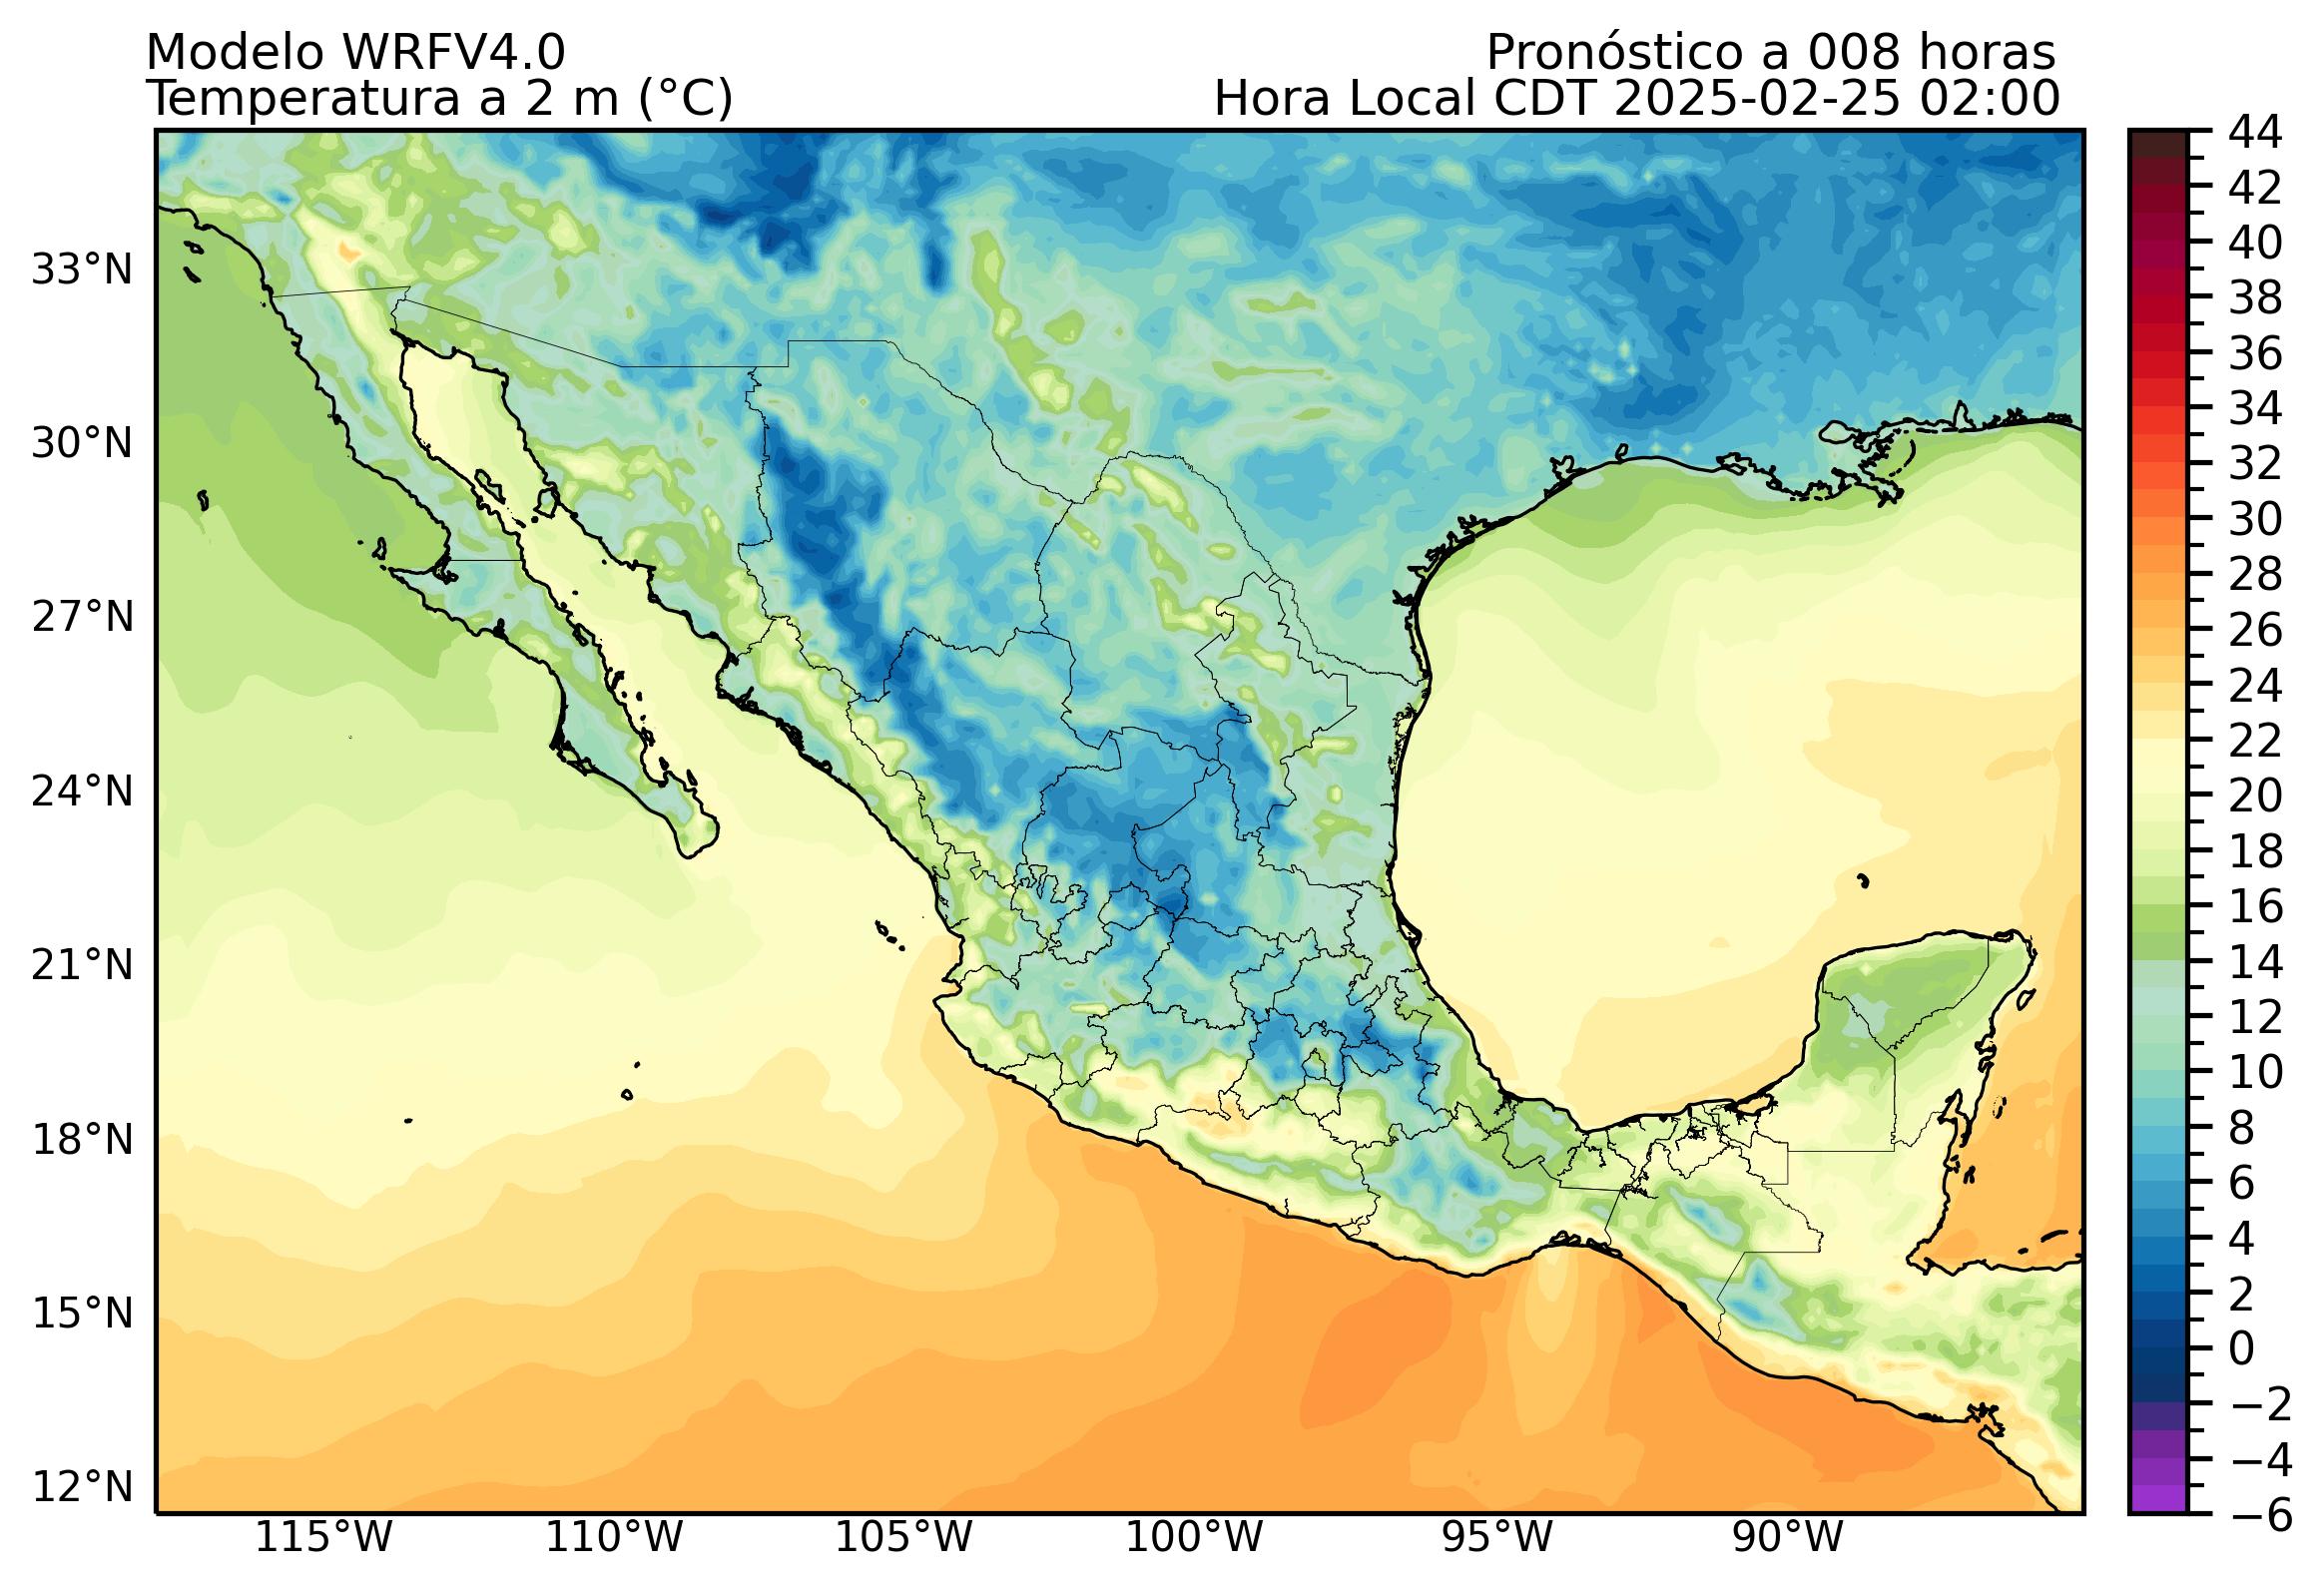 Modelo WRFV4.0
Pronóstico a 008 horas
Temperatura a 2 m (°C)
Hora Local CDT 2025-02-25 02:00
33°N
30°N
27°N
24°N
21°N
18°N
15°N
12°N
115°W
110°W
105°W
100°W
95°W
90°W
44
42
40
38
36
34
32
30
28
26
24
22
20
18
16
14
12
10
8
6
4
2
0
−2
−4
−6